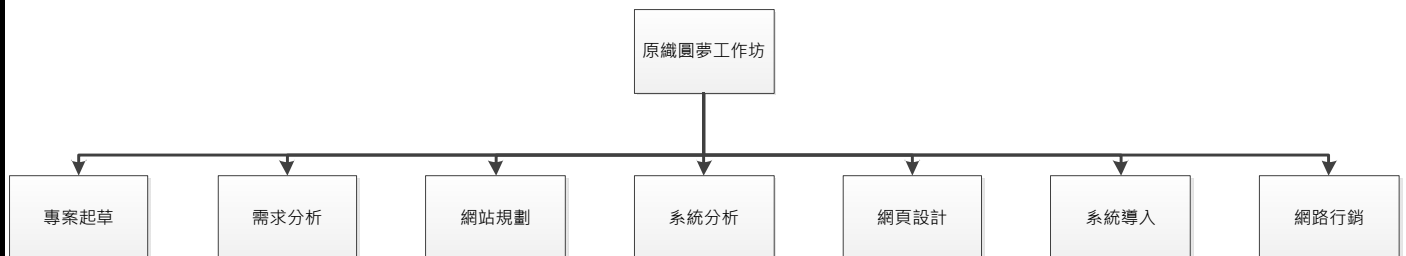 原織圓夢工作坊
專案起草
需求分析
網站規劃
系統分析
網頁設計
系統導入
網路行銷